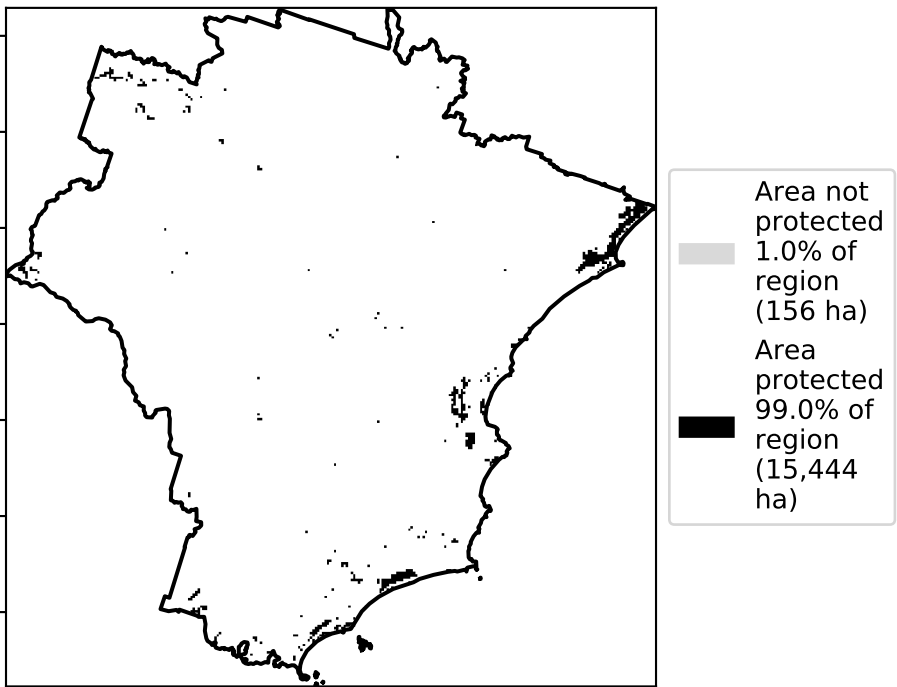 Area not
protected
1.0% of
region
(156 ha)
Area
protected
99.0% of
region
(15,444
ha)